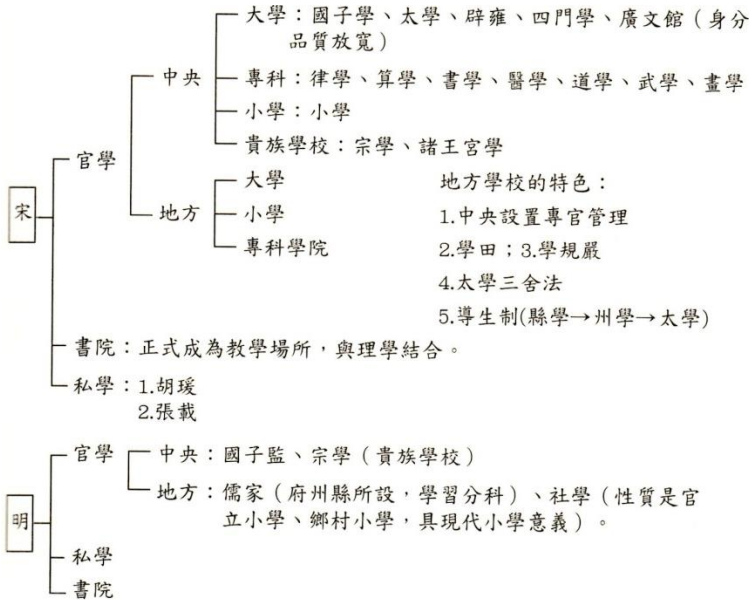 大學：國子學、太學、辟雍、四門學、廣文館（身分
品質放寬）
中央
專科：律學、算學、書學、醫學、道學、武學、畫學
小學：小學
官學
貴族學校：宗學、諸王宮學
大學
地方學校的特色：
宋
地方
小學
1.中央設置專官管理
專科學院
2.學田；3.學規嚴
4.太學三舍法
5.導生制(縣學→州學→太學)
書院：正式成為教學場所，與理學結合。
私學：1.胡瑗
2.張載
官學
中央：國子監、宗學（貴族學校）
地方：儒家（府州縣所設，學習分科）、社學（性質是官
立小學、鄉村小學，具現代小學意義）。
明
私學
書院